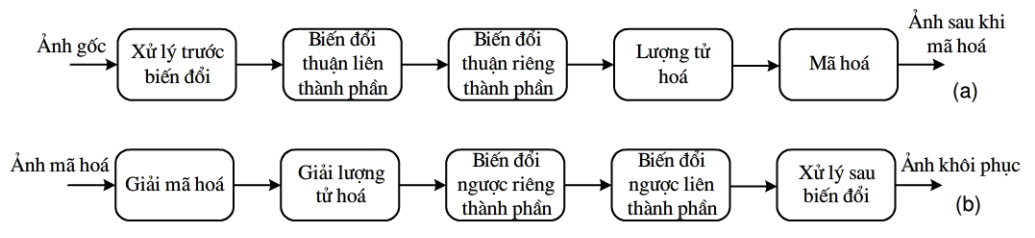 Ảnh gốc
Xử lý trước
biến đổi
Biến đổi
thuận liên
thành phần
Biến đổi
thuận riêng
thành phần
Lượng tử
hoá
Mã hoá
Ảnh sau khi
mã hoá
(a)
Ảnh mã hoá
Giải mã hoá
Giải lượng
tử hoá
Biến đổi
ngược riêng
thành phần
Biến đổi
ngược liên
thành phần
Xử lý sau
biến đổi
Ảnh khôi phục
(b)